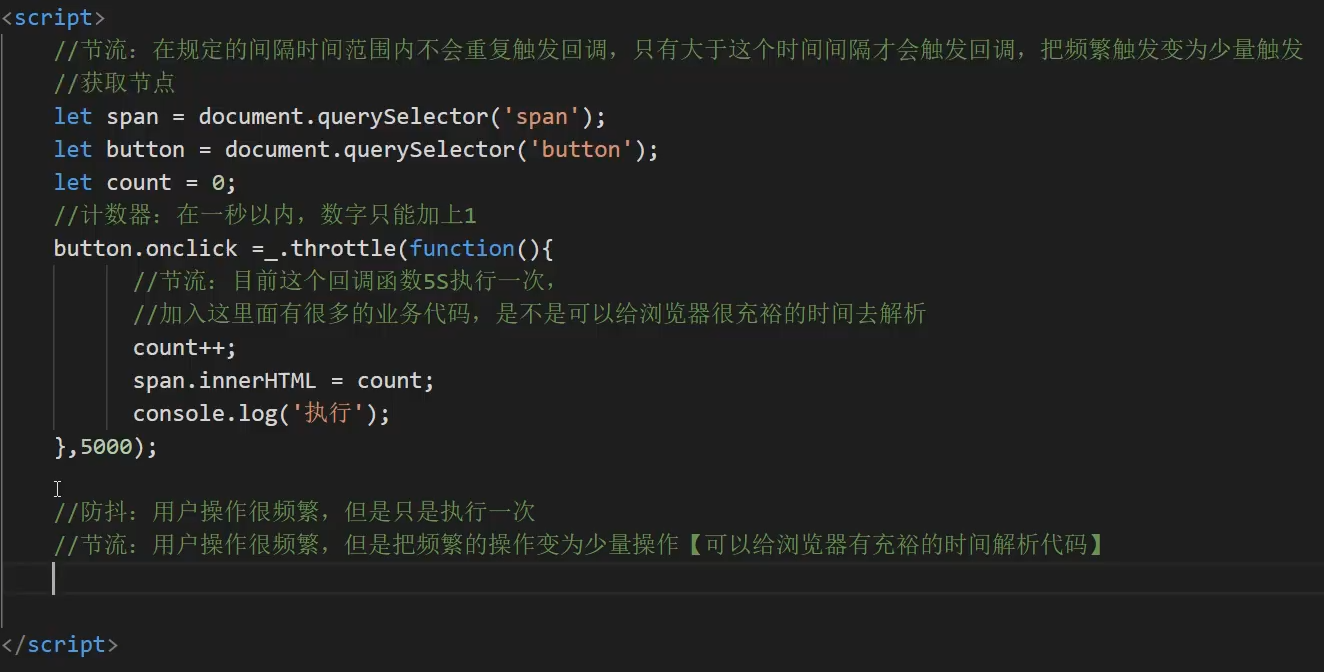 <script>
//节流：在规定的间隔时间范围内不会重复触发回调，只有大于这个时间间隔才会触发回调，把频繁触发变为少量触发
//获取节点
let span = document.querySelector('span');
let button = document.querySelector('button');
let count = 0;
//计数器：在一秒以内，数字只能加上1
button.onclick =_.throttle(function(){
//节流：目前这个回调函数5S执行一次，
//加入这里面有很多的业务代码，是不是可以给浏览器很充裕的时间去解析
count++;
span.innerHTML = count;
console.log('执行');
},5000);
//防抖：用户操作很频繁，但是只是执行一次
//节流：用户操作很频繁，但是把频繁的操作变为少量操作【可以给浏览器有充裕的时间解析代码】
</script>